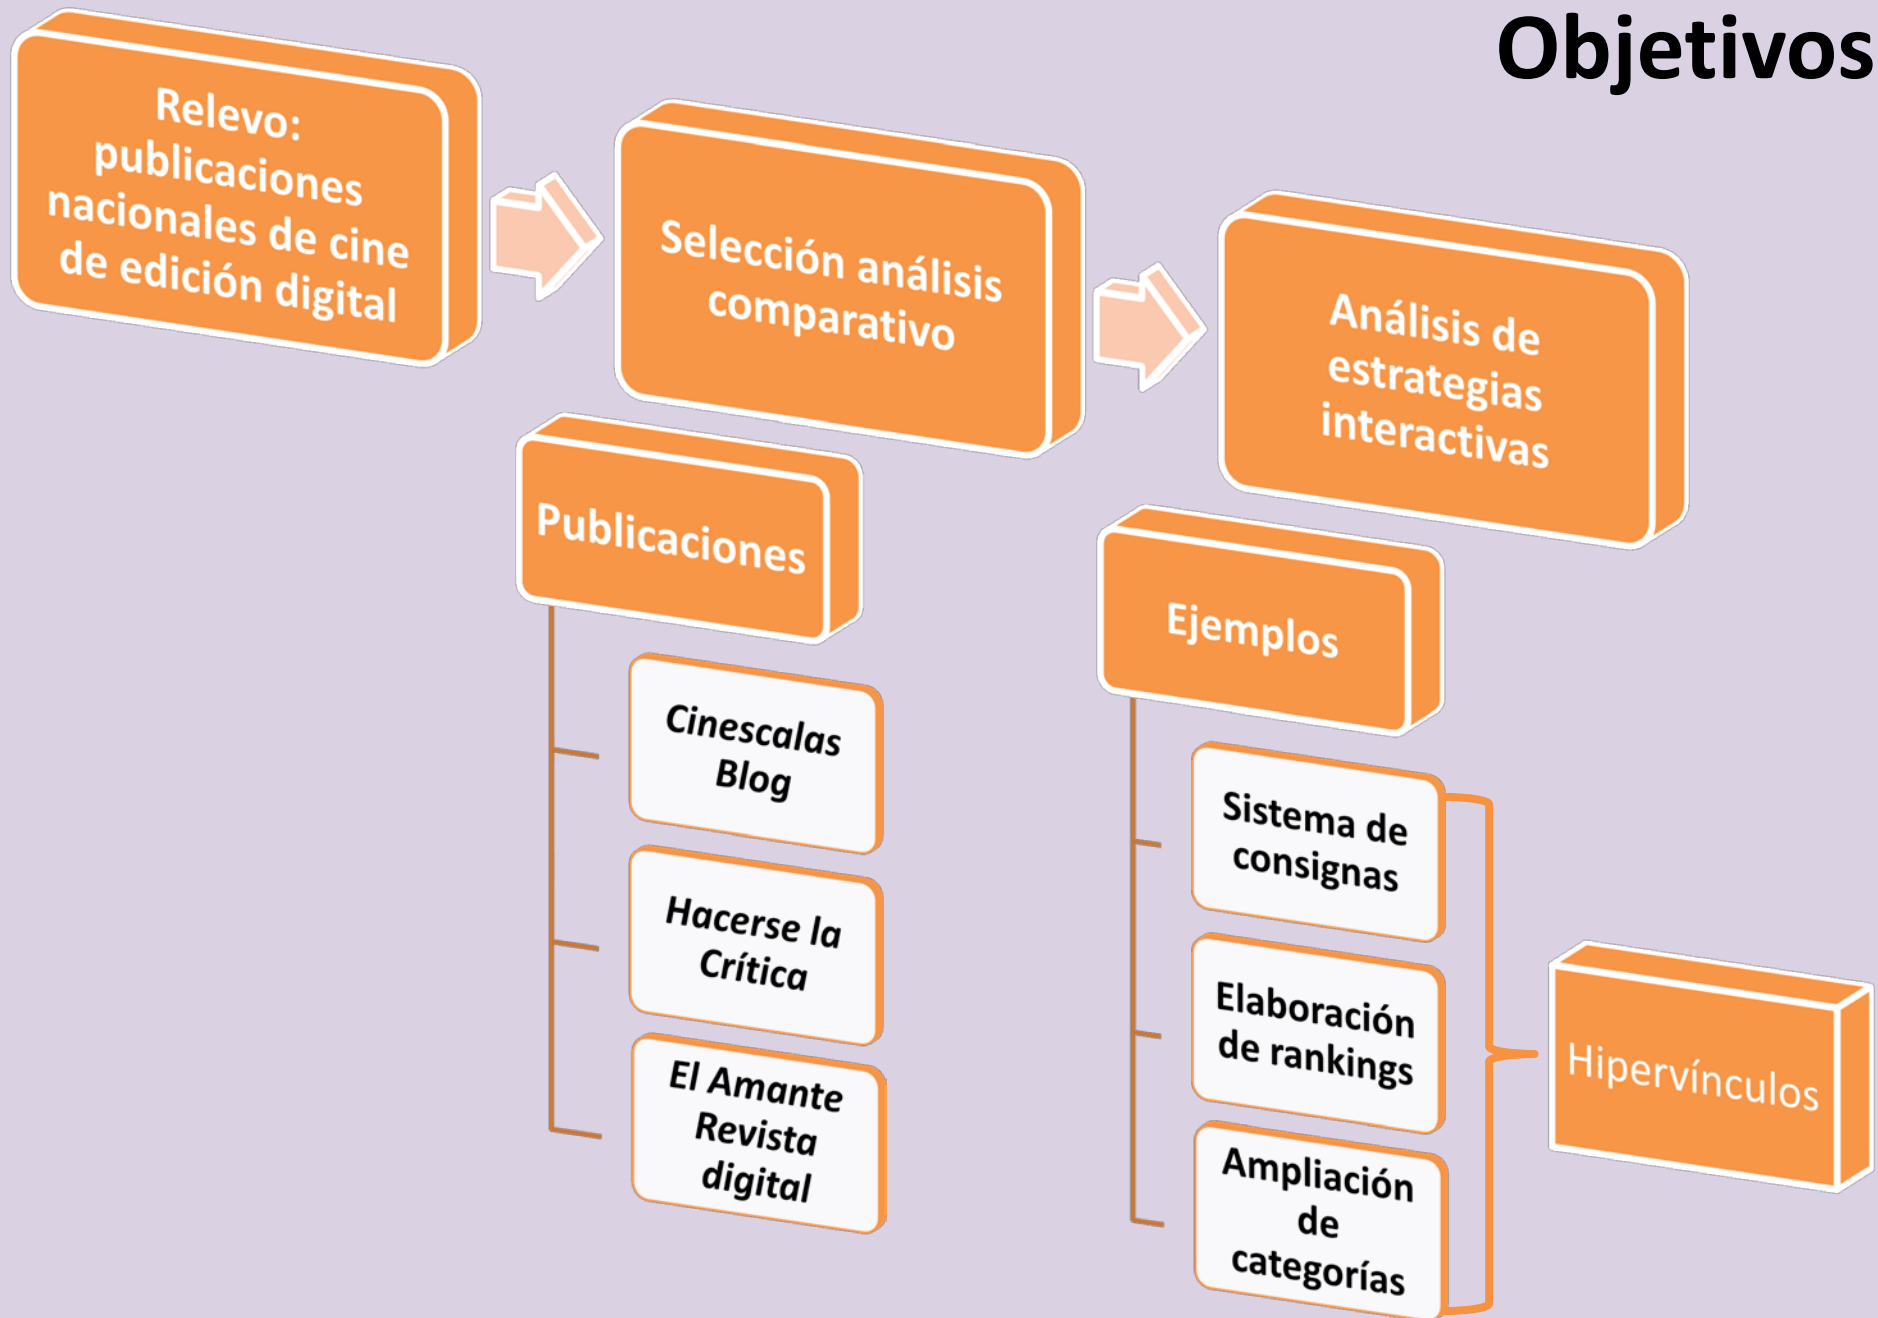 Objetivos
Relevo:
publicaciones
nacionales de cine
de edición digital
Selección análisis
comparativo
Análisis de
estrategias
interactivas
Publicaciones
Cinescalas
Blog
Hacerse la
Crítica
El Amante
Revista
digital
Ejemplos
Sistema de
consignas
Elaboración
de rankings
Ampliación
de
categorías
Hipervínculos